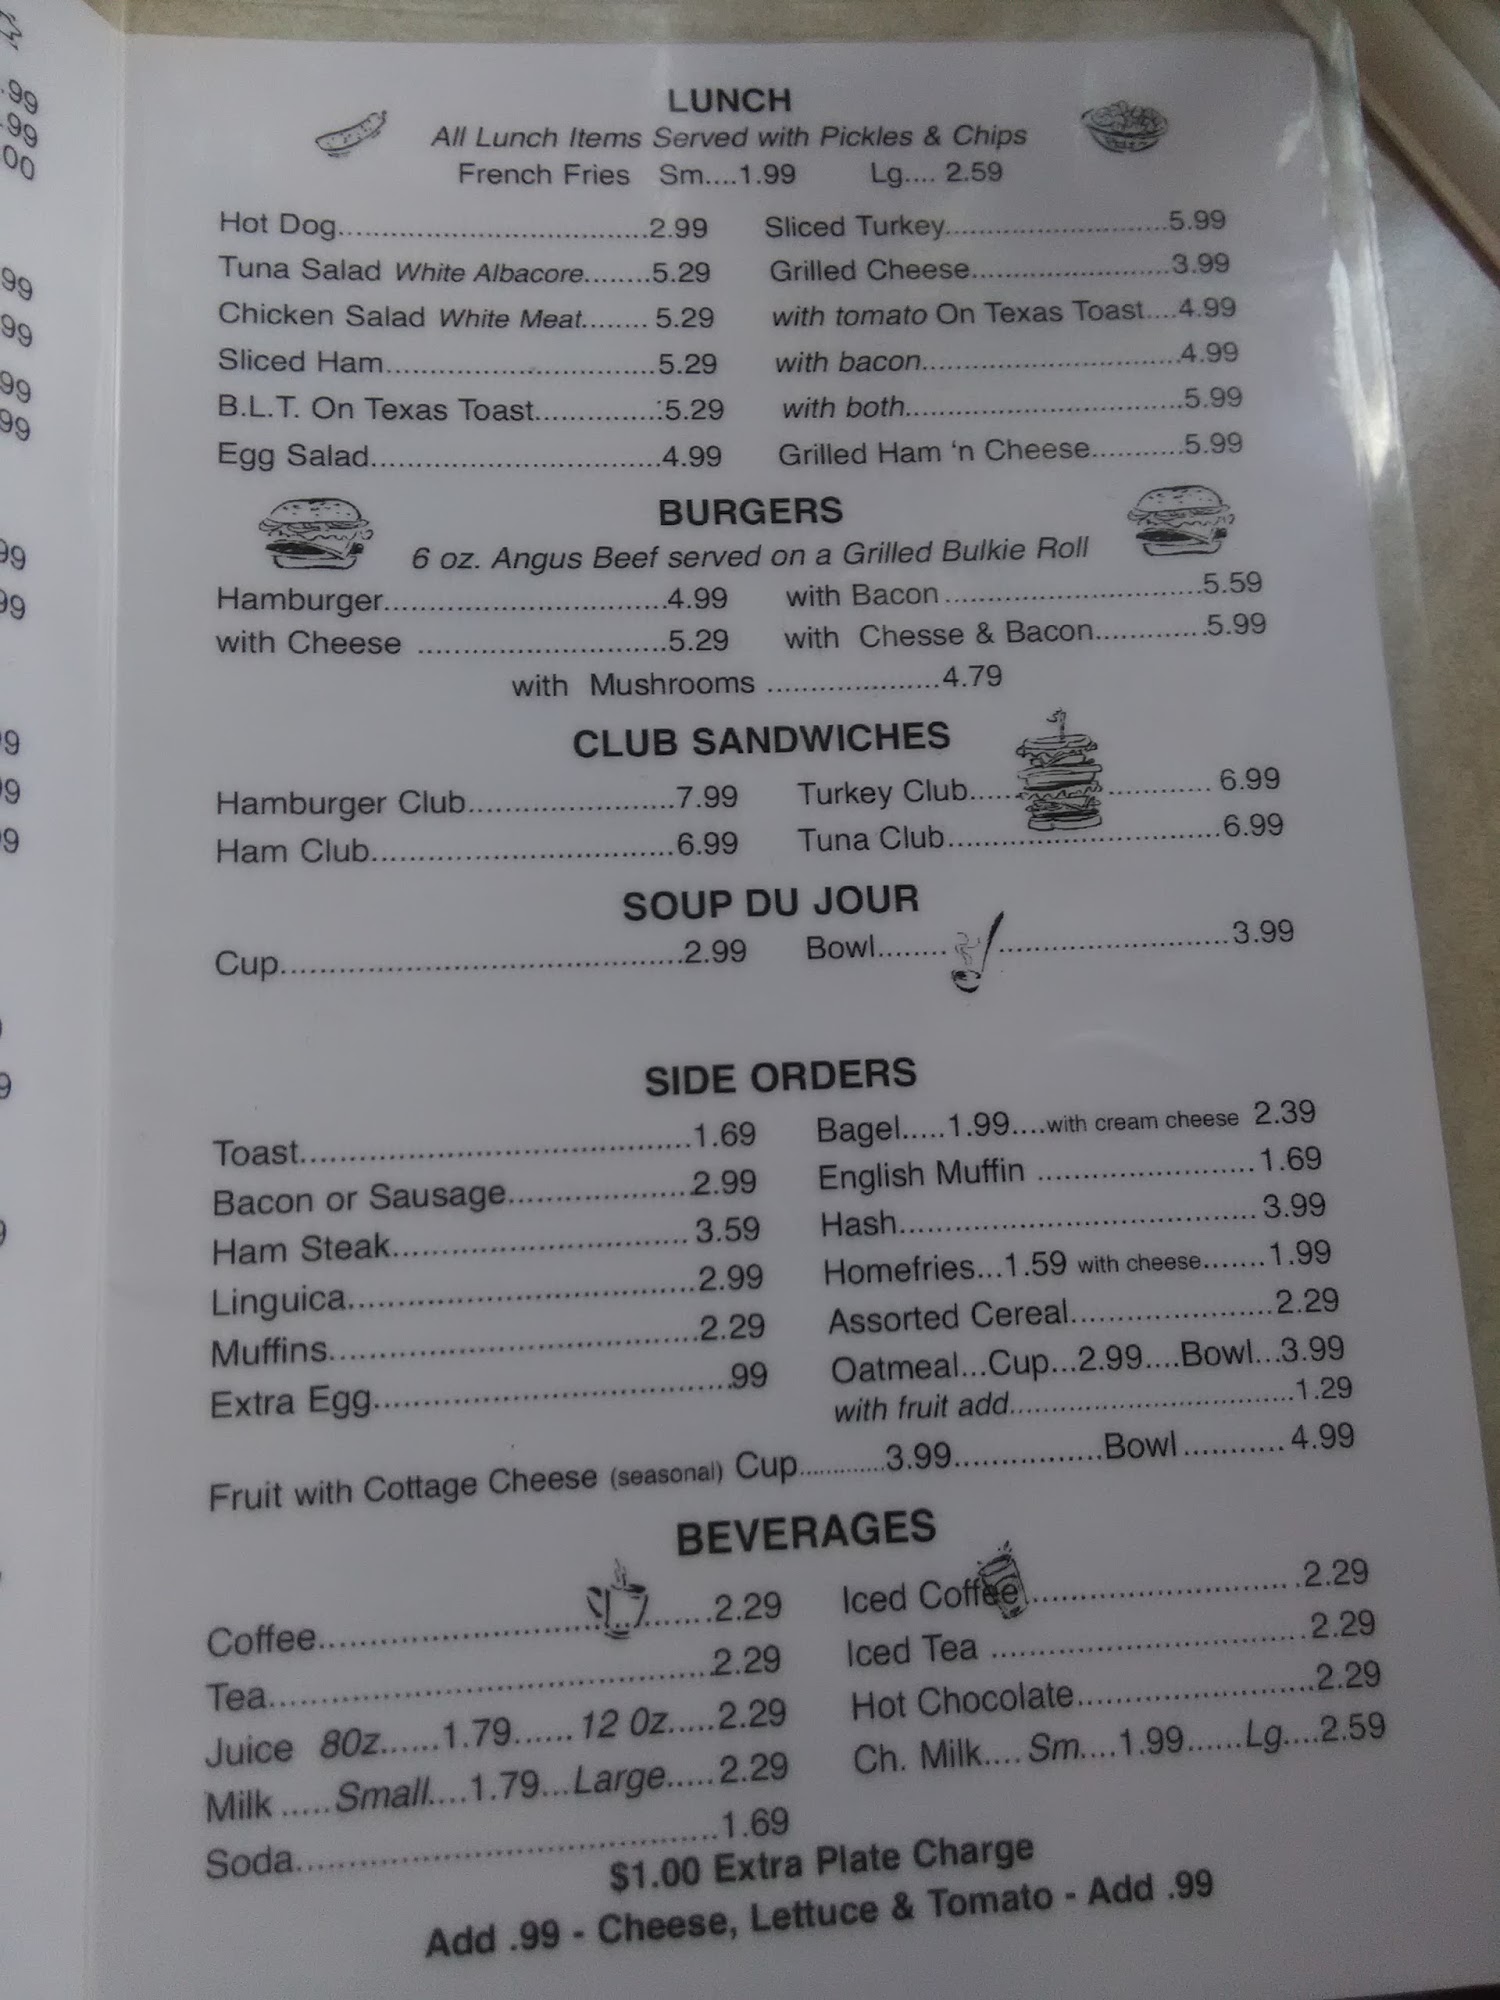 .99
.99
.00
LUNCH
All Lunch Items Served with Pickles & Chips
French Fries Sm....1.99 Lg.... 2.59
Hot Dog...................................2.99 Sliced Turkey.........................5.99
Tuna Salad White Albacore........5.29 Grilled Cheese......................3.99
Chicken Salad White Meat........ 5.29 with tomato On Texas Toast....4.99
Sliced Ham..............................5.29 with bacon.............................4.99
B.L.T. On Texas Toast..............5.29 with both...............................5.99
Egg Salad................................4.99 Grilled Ham ‘n Cheese...........5.99
BURGERS
6 oz. Angus Beef served on a Grilled Bulkie Roll
Hamburger...............................4.99 with Bacon .............................5.59
with Cheese ............................5.29 with Chesse & Bacon.............5.99
with Mushrooms ....................4.79
CLUB SANDWICHES
Hamburger Club.......................7.99 Turkey Club..... ............ 6.99
Ham Club.................................6.99 Tuna Club..............................6.99
SOUP DU JOUR
Cup...........................................2.99 Bowl........ .........................3.99
SIDE ORDERS
Toast..........................................1.69 Bagel.....1.99....with cream cheese 2.39
Bacon or Sausage....................2.99 English Muffin ........................1.69
Ham Steak................................ 3.59 Hash.......................................3.99
Linguica.....................................2.99 Homefries...1.59 with cheese.......1.99
Muffins.......................................2.29 Assorted Cereal......................2.29
Extra Egg.....................................99 Oatmeal...Cup...2.99....Bowl...3.99
with fruit add................................1.29
Fruit with Cottage Cheese (seasonal) Cup............3.99................Bowl........... 4.99
BEVERAGES
Coffee.......................................2.29 Iced Coffee.............................2.29
Tea............................................2.29 Iced Tea .................................2.29
Juice 8oz......1.79...... 12 Oz.....2.29 Hot Chocolate.........................2.29
Milk .....Small....1.79...Large.....2.29 Ch. Milk.... Sm....1.99......Lg....2.59
Soda..........................................1.69
$1.00 Extra Plate Charge
Add .99 - Cheese, Lettuce & Tomato - Add .99